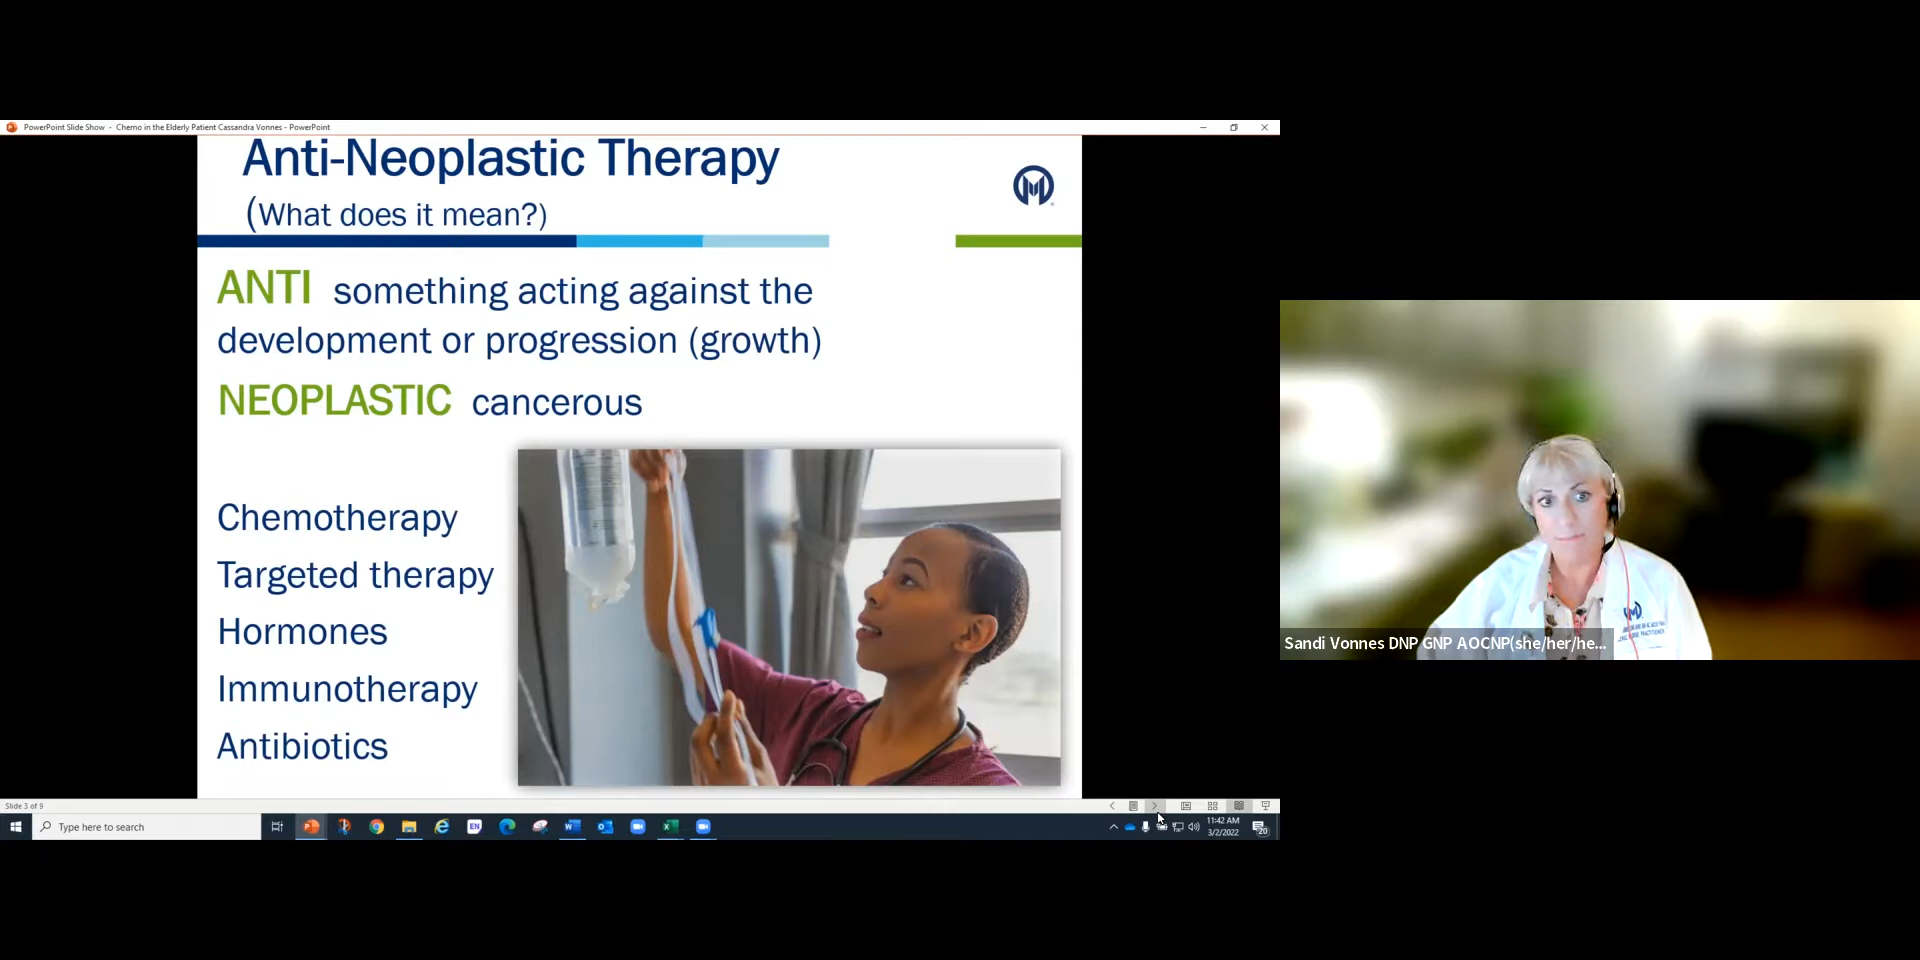 PowerPoint Slide Show - Chemo in the Elderly Patient Cassandra Vonnes - PowerPoint
Anti-Neoplastic Therapy
(What does it mean?)
ANTI something acting against the
development or progression (growth)
NEOPLASTIC cancerous
Chemotherapy
Targeted therapy
Hormones
Immunotherapy
Antibiotics
Sandi Vonnes DNP GNP AOCNP(she/her/he...
Slide 3 of 9
Type here to search
EN
11:42 AM
3/2/2022
20